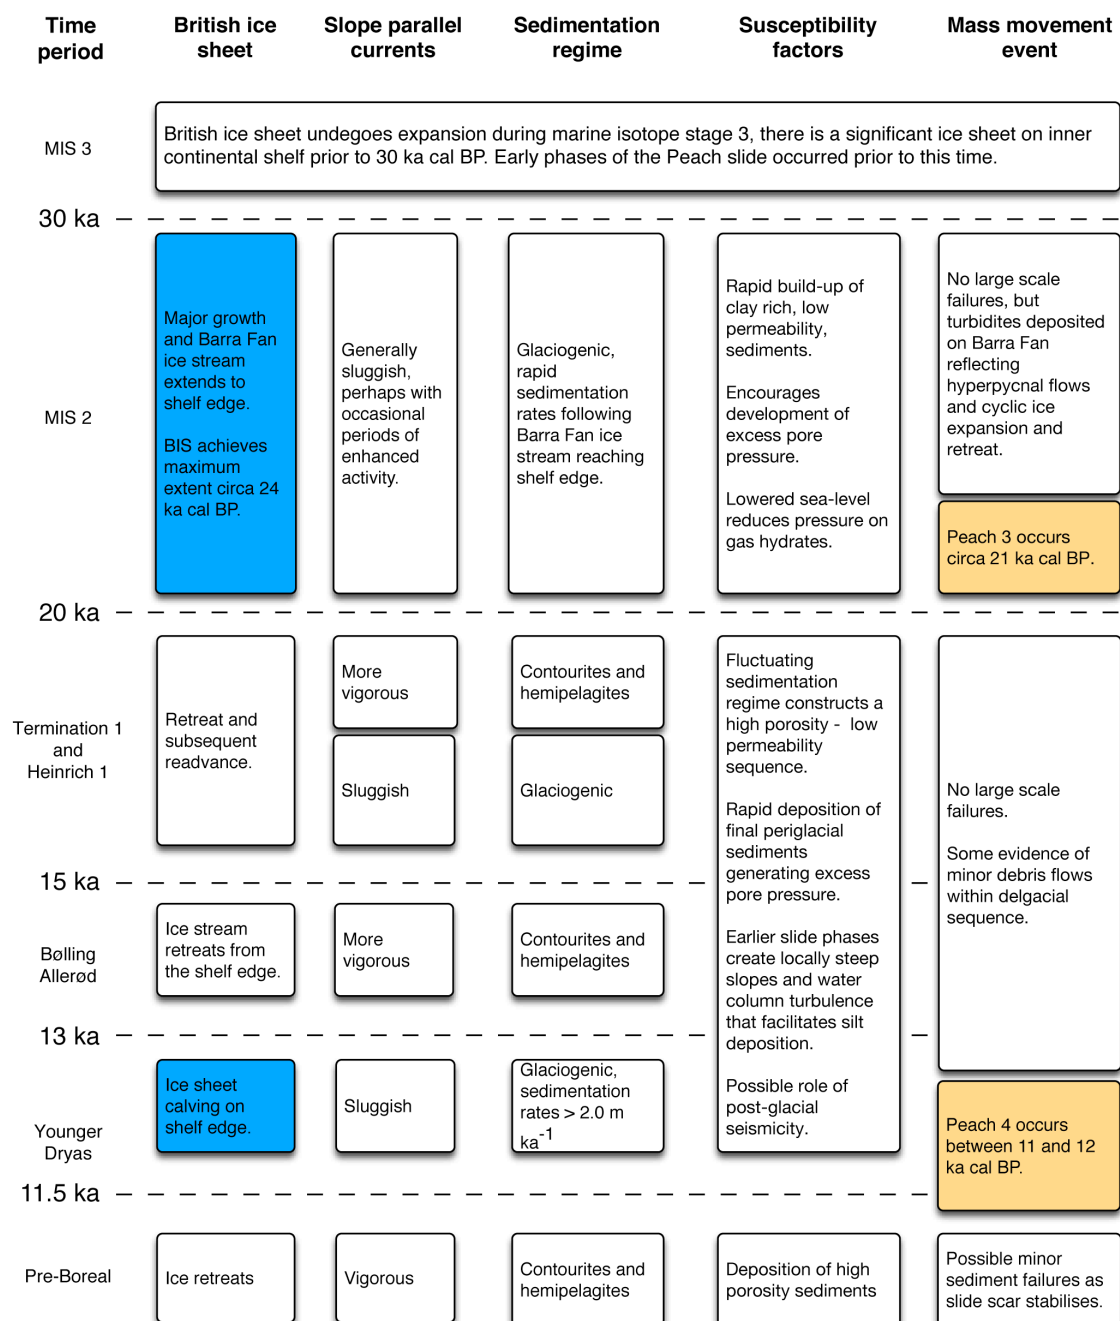 Time
period
British ice
sheet
Slope parallel
currents
Sedimentation
regime
Susceptibility
factors
Mass movement
event
MIS 3
British ice sheet undegoes expansion during marine isotope stage 3, there is a significant ice sheet on inner
continental shelf prior to 30 ka cal BP. Early phases of the Peach slide occurred prior to this time.
30 ka
MIS 2
Major growth
and Barra Fan
ice stream
extends to
shelf edge.
BIS achieves
maximum
extent circa 24
ka cal BP.
Generally
sluggish,
perhaps with
occasional
periods of
enhanced
activity.
Glaciogenic,
rapid
sedimentation
rates following
Barra Fan ice
stream reaching
shelf edge.
Rapid build-up of
clay rich, low
permeability,
sediments.
Encourages
development of
excess pore
pressure.
Lowered sea-level
reduces pressure on
gas hydrates.
No large scale
failures, but
turbidites deposited
on Barra Fan
reflecting
hyperpycnal flows
and cyclic ice
expansion and
retreat.
Peach 3 occurs
circa 21 ka cal BP.
20 ka
Termination 1
and
Heinrich 1
Retreat and
subsequent
readvance.
More
vigorous
Sluggish
Contourites and
hemipelagites
Glaciogenic
Fluctuating
sedimentation
regime constructs a
high porosity - low
permeability
sequence.
Rapid deposition of
final periglacial
sediments
generating excess
pore pressure.
Earlier slide phases
create locally steep
slopes and water
column turbulence
that facilitates silt
deposition.
Possible role of
post-glacial
seismicity.
No large scale
failures.
Some evidence of
minor debris flows
within delgacial
sequence.
15 ka
Bølling
Allerød
Ice stream
retreats from
the shelf edge.
More
vigorous
Contourites and
hemipelagites
13 ka
Younger
Dryas
Ice sheet
calving on
shelf edge.
Sluggish
Glaciogenic,
sedimentation
rates > 2.0 m
ka-1
Peach 4 occurs
between 11 and 12
ka cal BP.
11.5 ka
Pre-Boreal
Ice retreats
Vigorous
Contourites and
hemipelagites
Deposition of high
porosity sediments
Possible minor
sediment failures as
slide scar stabilises.